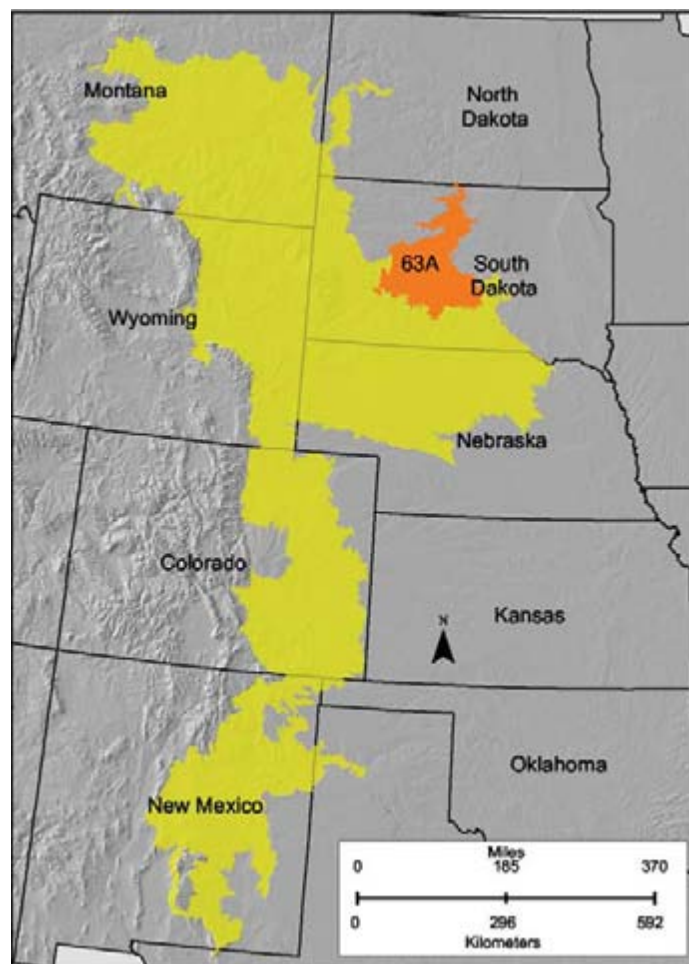 Montana
North
Dakota
63A
South
Dakota
Wyoming
Nebraska
Colorado
N
Kansas
Oklahoma
New Mexico
Miles
0 185 370
0 296 592
Kilometers